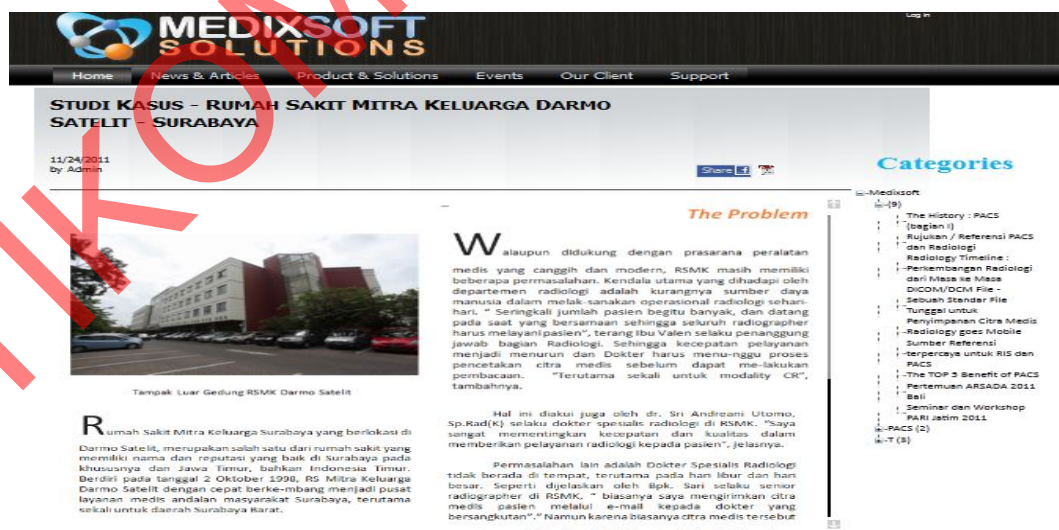 MEDIXSOFT
SOLUTIONS
Log In
Home News & Articles Product & Solutions Events Our Client Support
STUDI KASUS - RUMAH SAKIT MITRA KELUARGA DARMO
SATELIT - SURABAYA
11/24/2011
by Admin
Share
Tampak Luar Gedung RSMK Darmo Satelit
Rumah Sakit Mitra Keluarga Surabaya yang berlokasi di
Darmo Satelit, merupakan salah satu dari rumah sakit yang
memiliki nama dan reputasi yang baik di Surabaya pada
khususnya dan Jawa Timur, bahkan Indonesia Timur.
Berdiri pada tanggal 2 Oktober 1998, RS Mitra Keluarga
Darmo Satelit dengan cepat berke-mbang menjadi pusat
layanan medis andalan masyarakat Surabaya, terutama
sekali untuk daerah Surabaya Barat.
The Problem
Walaupun didukung dengan prasarana peralatan
medis yang canggih dan modern, RSMK masih memiliki
beberapa permasalahan. Kendala utama yang dihadapi oleh
departemen radiologi adalah kurangnya sumber daya
manusia dalam melak-sanakan operasional radiologi sehari-
hari. " Seringkali jumlah pasien begitu banyak, dan datang
pada saat yang bersamaan sehingga seluruh radiographer
harus melayani pasien", terang Ibu Valen selaku penanggung
jawab bagian Radiologi. Sehingga kecepatan pelayanan
menjadi menurun dan Dokter harus menu-nggu proses
pencetakan citra medis sebelum dapat me-lakukan
pembacaan. "Terutama sekali untuk modality CR",
tambahnya.
Hal ini diakui juga oleh dr. Sri Andreani Utomo,
Sp.Rad(K) selaku dokter spesialis radiologi di RSMK. "Saya
sangat mementingkan kecepatan dan kualitas dalam
memberikan pelayanan radiologi kepada pasien", jelasnya.
Permasalahan lain adalah Dokter Spesialis Radiologi
tidak berada di tempat, terutama pada hari libur dan hari
besar. Seperti dijelaskan oleh Bpk. Sari selaku senior
radiographer di RSMK, " biasanya saya mengirimkan citra
medis pasien melalui e-mail kepada dokter yang
bersangkutan"." Namun karena biasanya citra medis tersebut
Categories
Medixsoft
(9)
The History : PACS
(bagian I)
Rujukan / Referensi PACS
dan Radiologi
Radiology Timeline :
Perkembangan Radiologi
dari Masa ke Masa
DICOM/DCM File -
Sebuah Standar File
Tunggal untuk
Penyimpanan Citra Medis
Radiology goes Mobile
Sumber Referensi
terpercaya untuk RIS dan
PACS
The TOP 5 Benefit of PACS
Pertemuan ARSADA 2011
Bali
Seminar dan Workshop
PARI Jatim 2011
PACS (2)